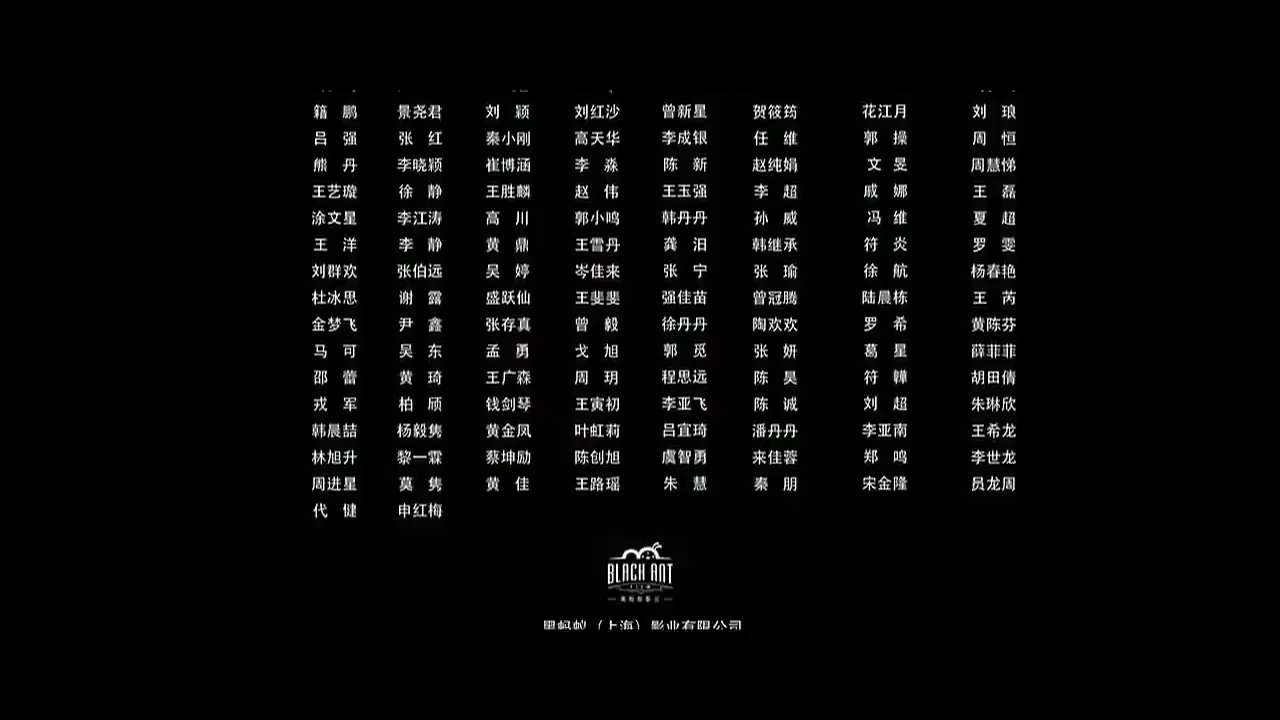 籍 鹏 景尧君 刘 颖 刘红沙 曾新星 贺筱筠 花江月 刘 琅
吕 强 张 红 秦小刚 高天华 李成银 任 维 郭 操 周 恒
熊 丹 李晓颖 崔博涵 李 淼 陈 新 赵纯娟 文 旻 周慧悌
王艺璇 徐 静 王胜麟 赵 伟 王玉强 李 超 戚 娜 王 磊
涂文星 李江涛 高 川 郭小鸣 韩丹丹 孙 威 冯 维 夏 超
王 洋 李 静 黄 鼎 王雪丹 龚 汨 韩继承 符 炎 罗 雯
刘群欢 张伯远 吴 婷 岑佳来 张 宁 张 瑜 徐 航 杨春艳
杜冰思 谢 露 盛跃仙 王斐斐 强佳苗 曾冠腾 陆晨栋 王 芮
金梦飞 尹 鑫 张存真 曾 毅 徐丹丹 陶欢欢 罗 希 黄陈芬
马 可 吴 东 孟 勇 戈 旭 郭 觅 张 妍 葛 星 薛菲菲
邵 蕾 黄 琦 王广森 周 玥 程思远 陈 昊 符 韡 胡田倩
戎 军 柏 颀 钱剑琴 王寅初 李亚飞 陈 诚 刘 超 朱琳欣
韩晨喆 杨毅隽 黄金凤 叶虹莉 吕宜琦 潘丹丹 李亚南 王希龙
林旭升 黎一霖 蔡坤励 陈创旭 虞智勇 来佳蓉 郑 鸣 李世龙
周进星 莫 隽 黄 佳 王路瑶 朱 慧 秦 朋 宋金隆 员龙周
代 健 申红梅
BLACK ANT
黑蚂蚁（上海）影业有限公司